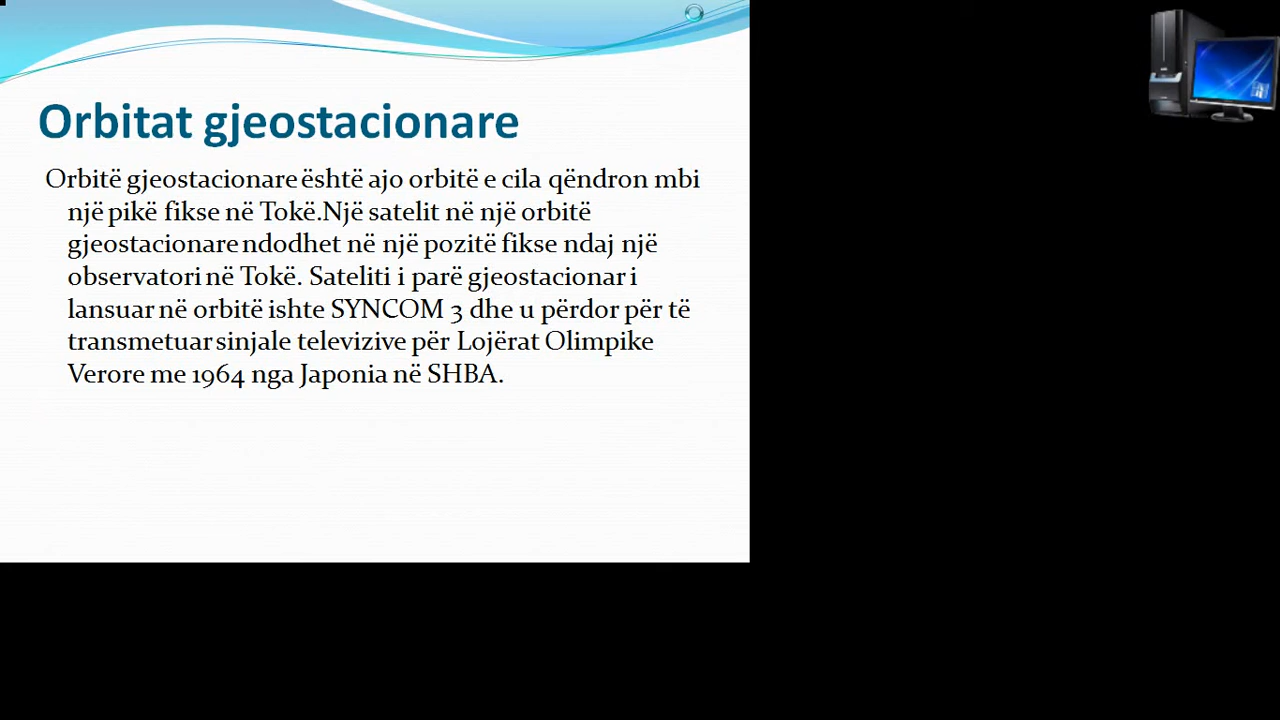 Orbitat gjeostacionare
Orbitë gjeostacionare është ajo orbitë e cila qëndron mbi
një pikë fikse në Tokë.Një satelit në një orbitë
gjeostacionare ndodhet në një pozitë fikse ndaj një
observatori në Tokë. Sateliti i parë gjeostacionar i
lansuar në orbitë ishte SYNCOM 3 dhe u përdor për të
transmetuar sinjale televizive për Lojërat Olimpike
Verore me 1964 nga Japonia në SHBA.